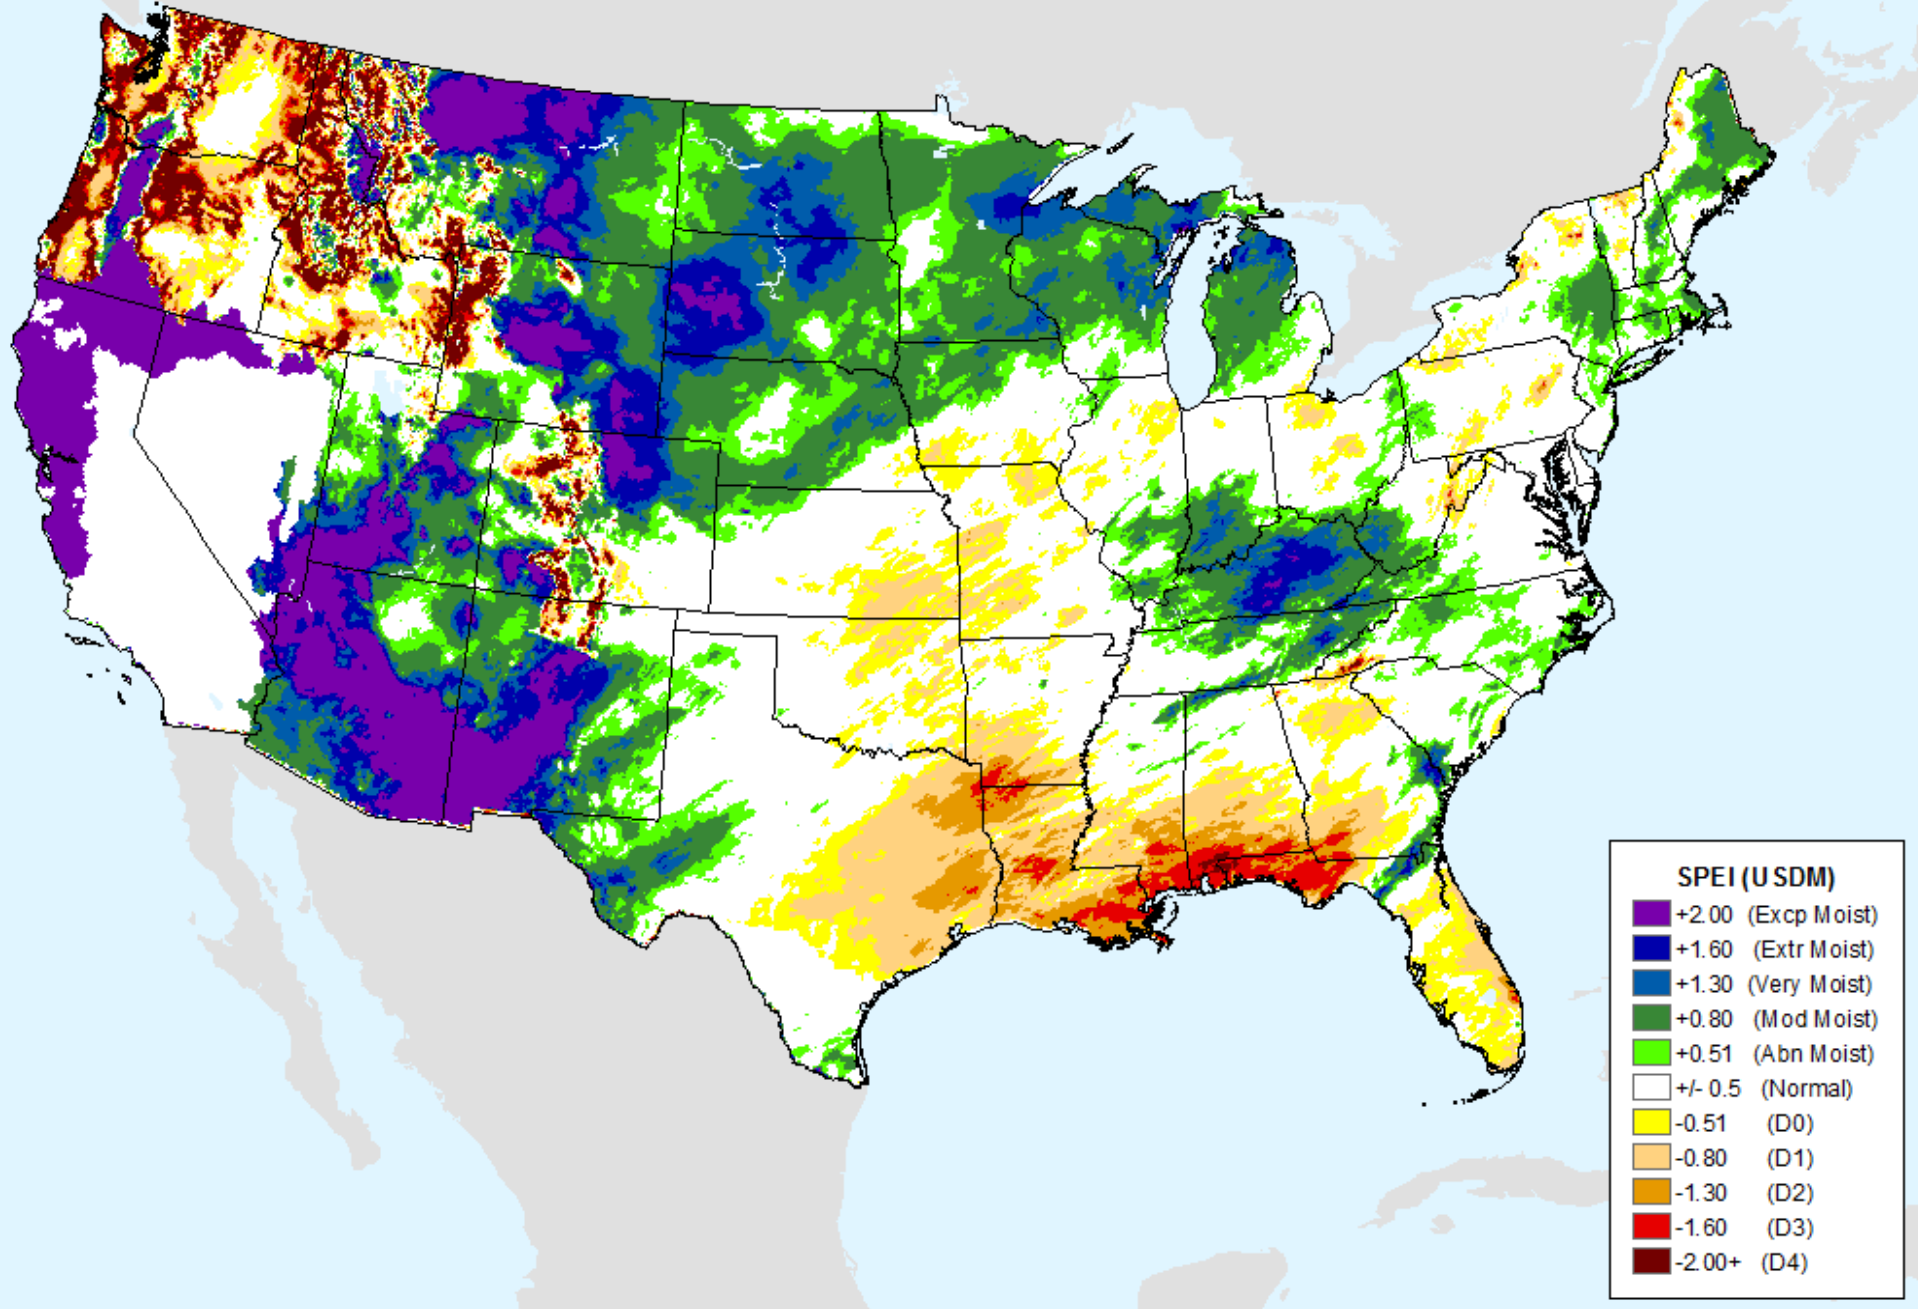 SPEI (USDM)
+2.00 (Excp Moist)
+1.60 (Extr Moist)
+1.30 (Very Moist)
+0.80 (Mod Moist)
+0.51 (Abn Moist)
+/- 0.5 (Normal)
-0.51 (D0)
-0.80 (D1)
-1.30 (D2)
-1.60 (D3)
-2.00+ (D4)